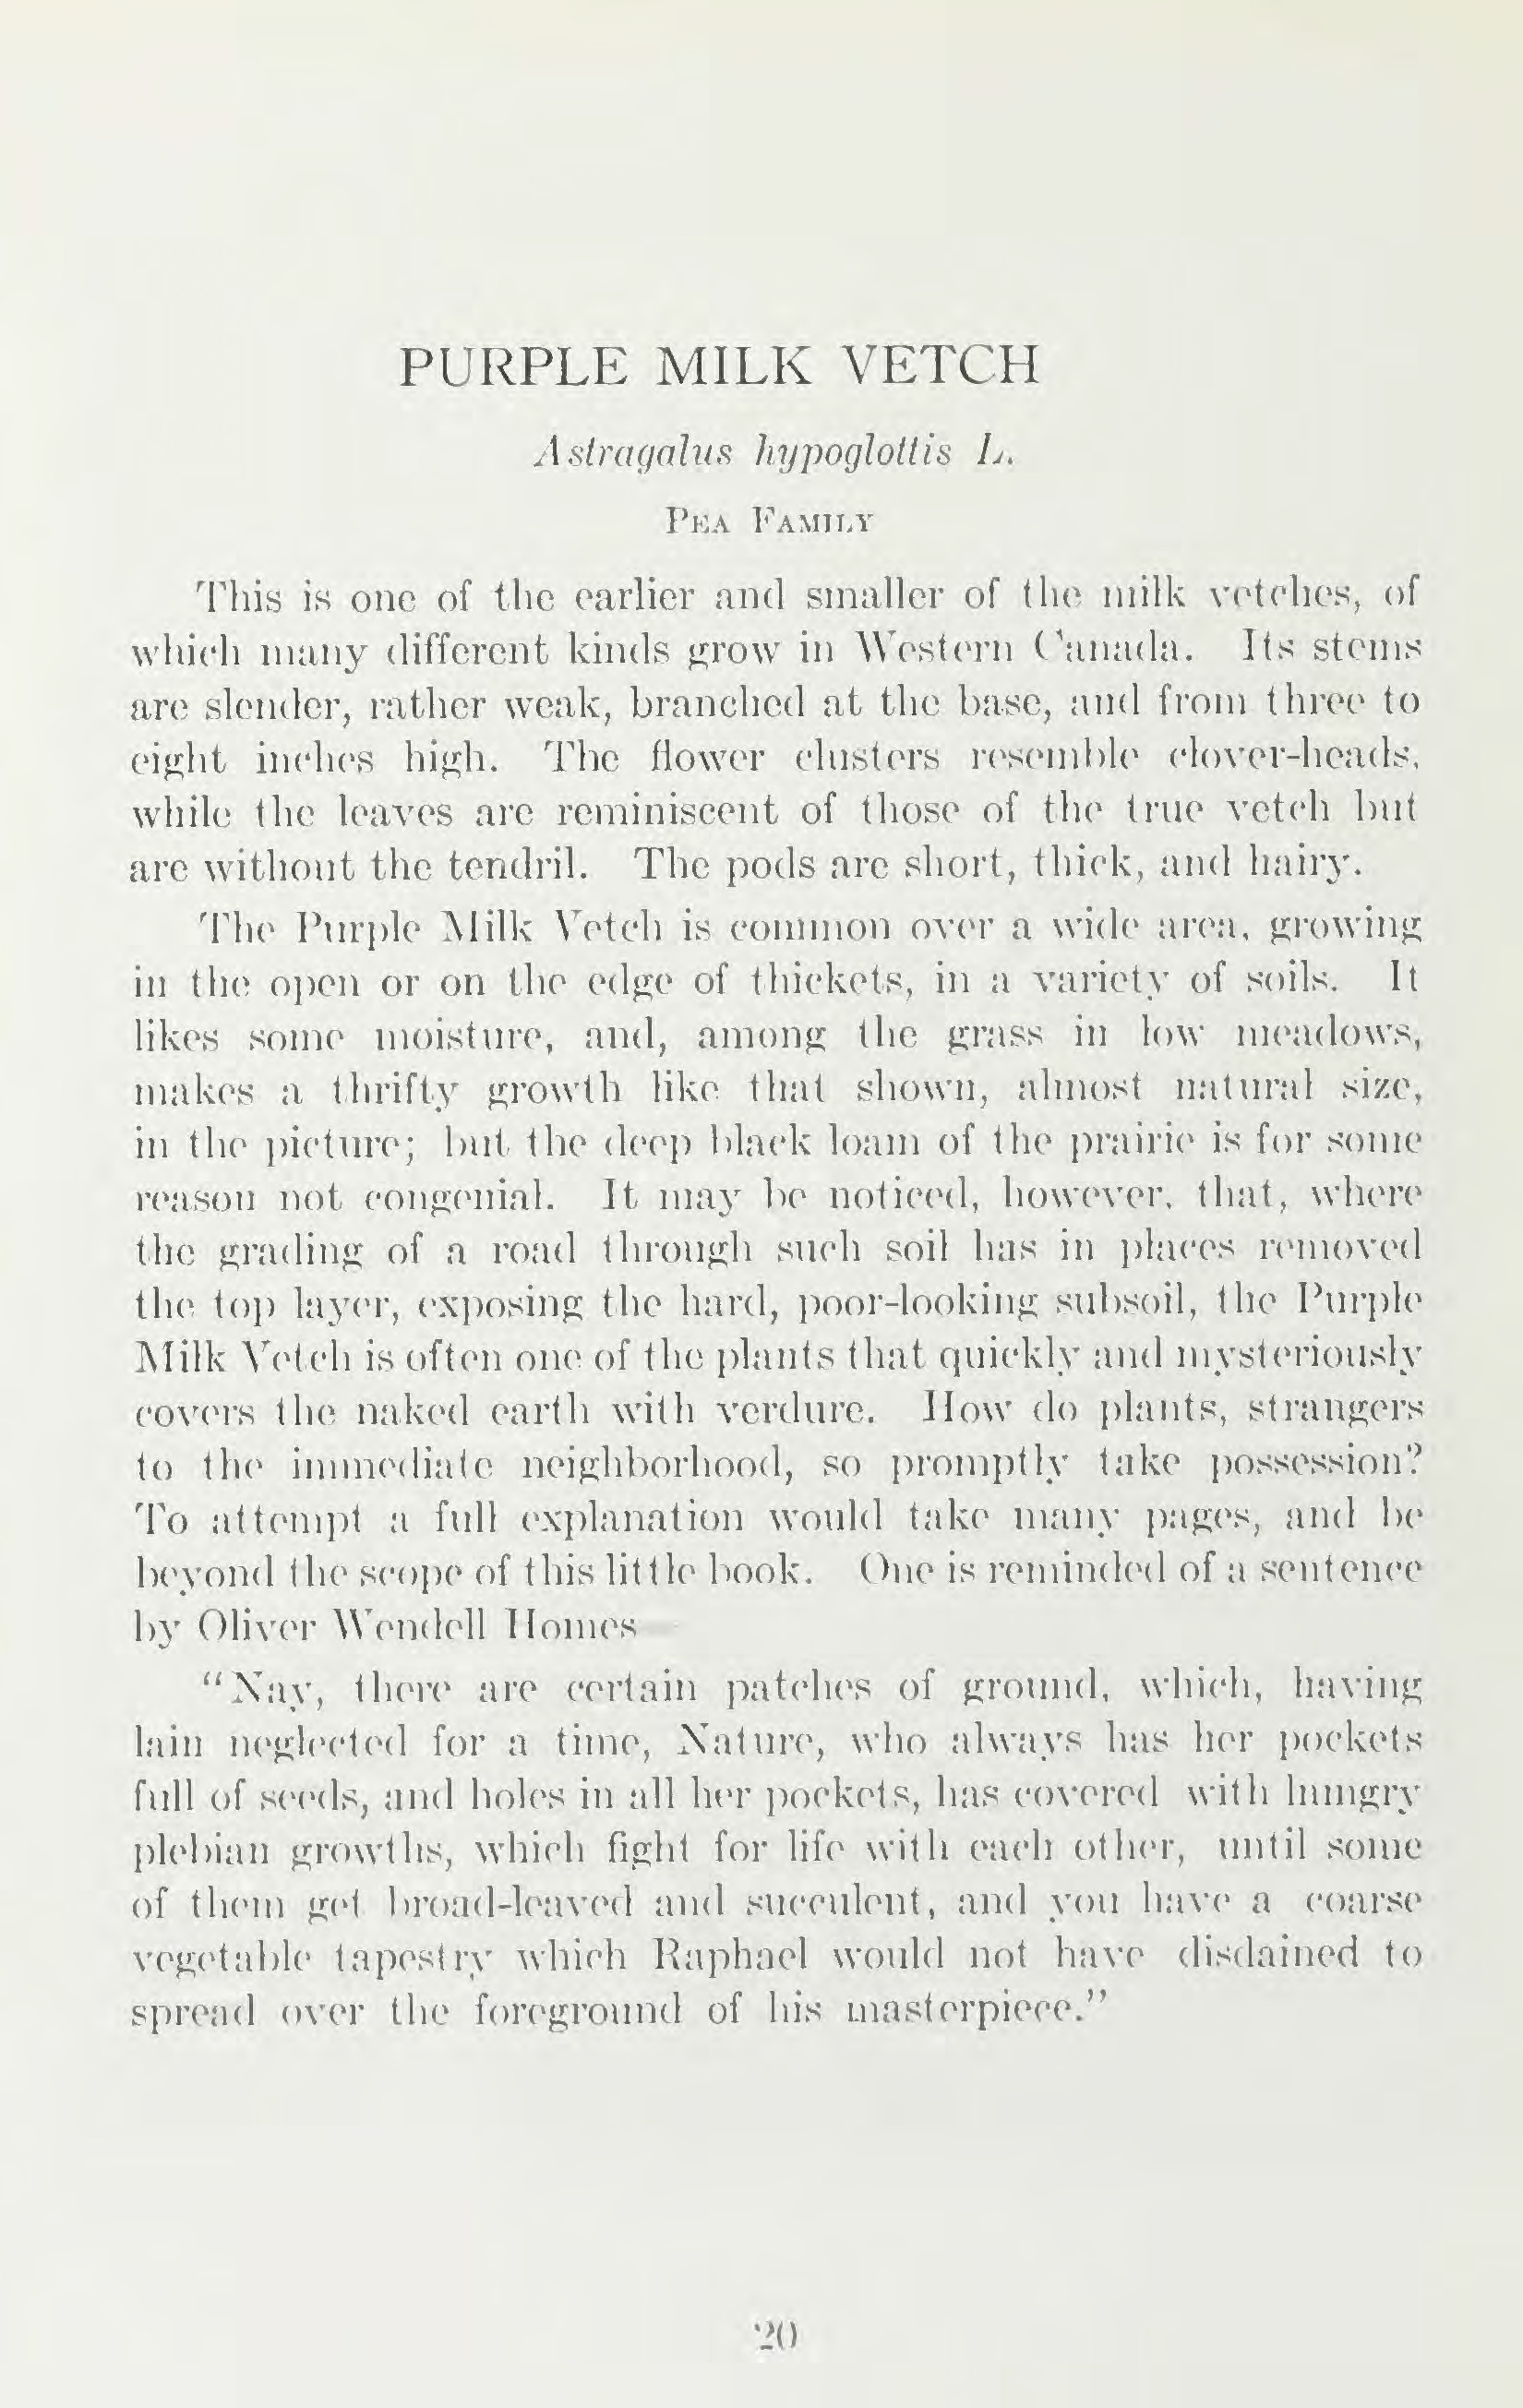 PURPLE MILK VETCH
Astragalus hypoglottis L.
PEA FAMILY
This is one of the earlier and smaller of the milk vetches, of
which many different kinds grow in Western Canada. Its stems
are slender, rather weak, branched at the base, and from three to
eight inches high. The flower clusters resemble clover-heads,
while the leaves are reminiscent of those of the true vetch but
are without the tendril. The pods are short, thick, and hairy.
The Purple Milk Vetch is common over a wide area, growing
in the open or on the edge of thickets, in a variety of soils. It
likes some moisture, and, among the grass in low meadows,
makes a thrifty growth like that shown, almost natural size,
in the picture; but the deep black loam of the prairie is for some
reason not congenial. It may be noticed, however, that, where
the grading of a road through such soil has in places removed
the top layer, exposing the hard, poor-looking subsoil, the Purple
Milk Vetch is often one of the plants that quickly and mysteriously
covers the naked earth with verdure. How do plants, strangers
to the immediate neighborhood, so promptly take possession?
To attempt a full explanation would take many pages, and be
beyond the scope of this little book. One is reminded of a sentence
by Oliver Wendell Homes
"Nay, there are certain patches of ground, which, having
lain neglected for a time, Nature, who always has her pockets
full of seeds, and holes in all her pockets, has covered with hungry
plebian growths, which fight for life with each other, until some
of them get broad-leaved and succulent, and you have a coarse
vegetable tapestry which Raphael would not have disdained to
spread over the foreground of his masterpiece."
20